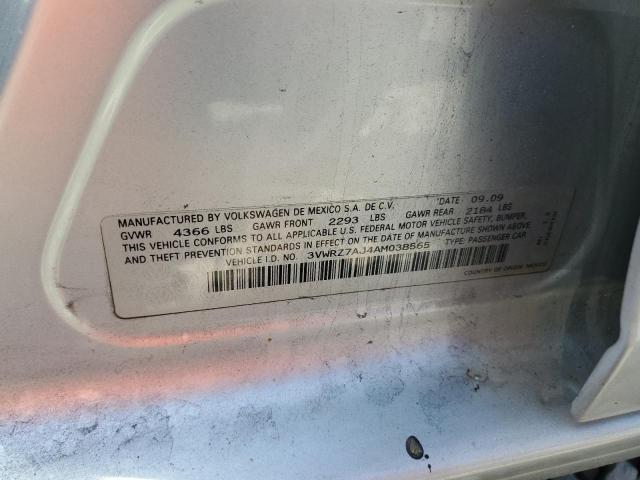 MANUFACTURED BY VOLKSWAGEN DE MEXICO S.A. DE C.V. DATE 09.09
GVWR 4366 LBS GAWR FRONT 2293 LBS GAWR REAR 2184 LBS
THIS VEHICLE CONFORMS TO ALL APPLICABLE U.S. FEDERAL MOTOR VEHICLE SAFETY, BUMPER,
AND THEFT PREVENTION STANDARDS IN EFFECT ON THE DATE OF MANUFACTURE SHOWN ABOVE.
VEHICLE I.D. NO. 3VWRZ7AJ4AM038565 TYPE: PASSENGER CAR
COUNTRY OF ORIGIN: MEXICO